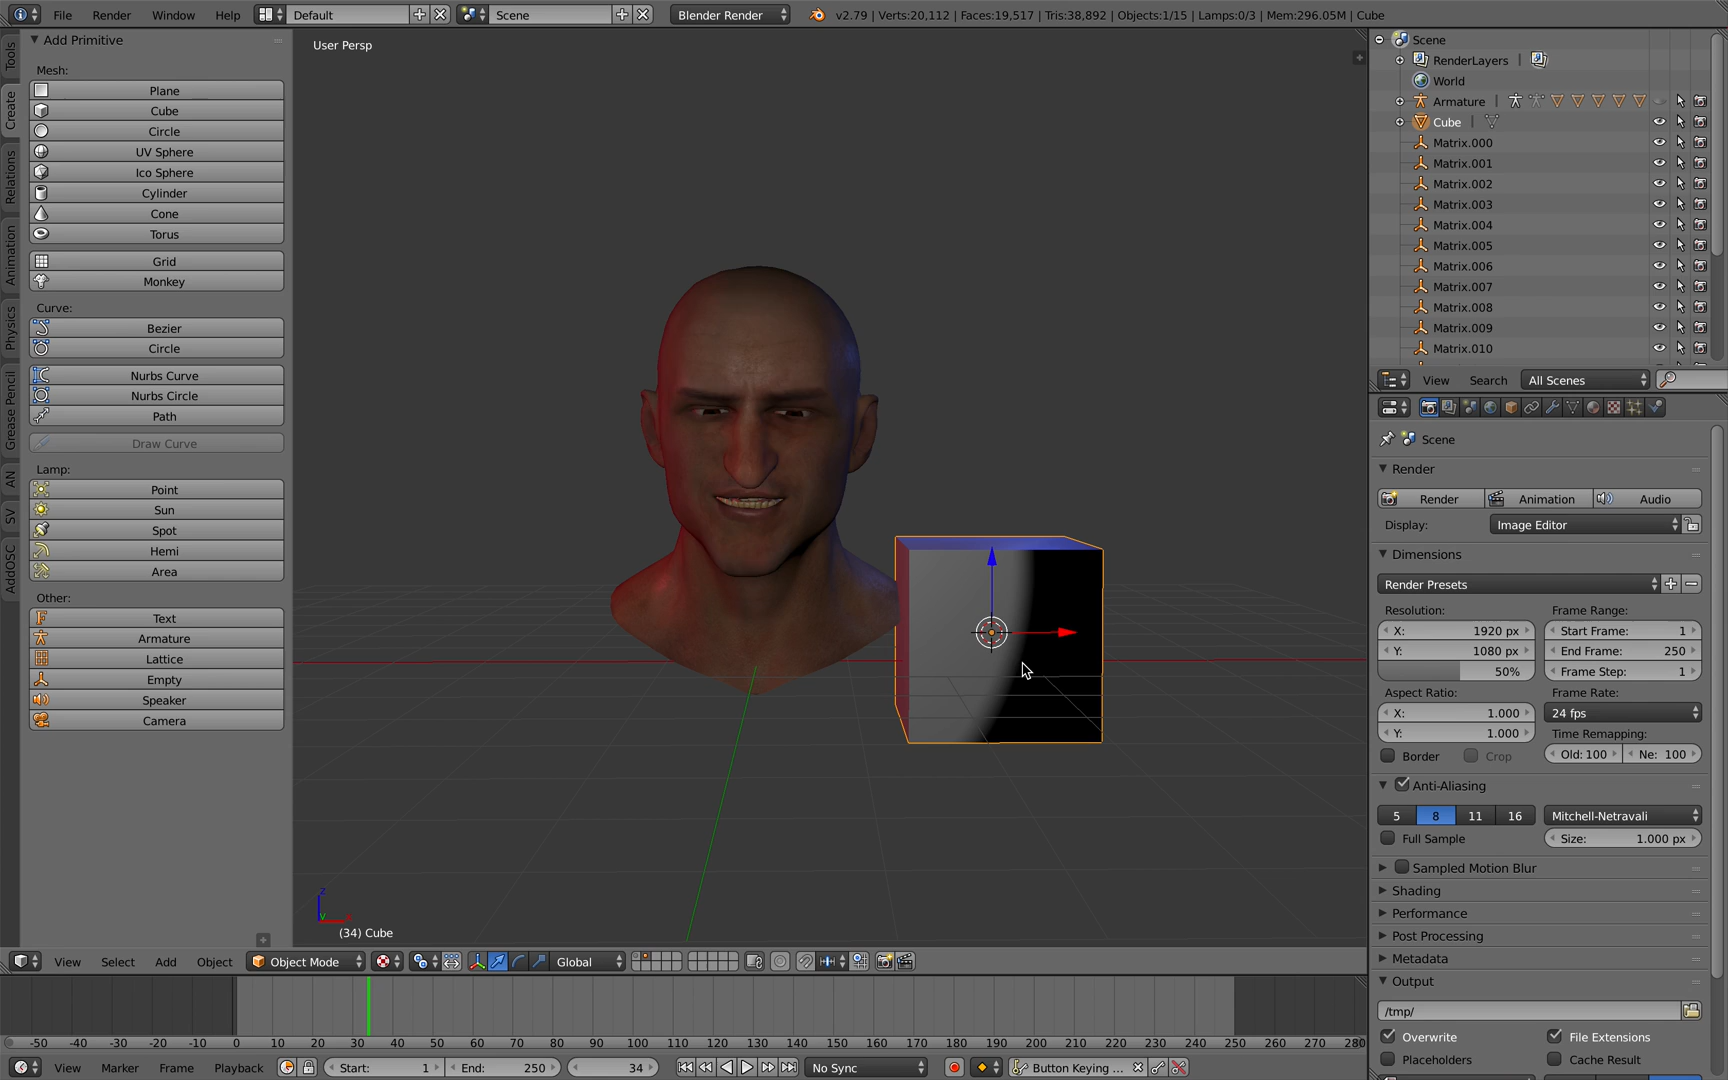 File Render Window Help Default Scene Blender Render v2.79 | Verts:20,112 | Faces:19,517 | Tris:38,892 | Objects:1/15 | Lamps:0/3 | Mem:296.05M | Cube
Tools
Create
Relations
Animation
Physics
Grease Pencil
AN
SV
AddOSC
Add Primitive
Mesh:
Plane
Cube
Circle
UV Sphere
Ico Sphere
Cylinder
Cone
Torus
Grid
Monkey
Curve:
Bezier
Circle
Nurbs Curve
Nurbs Circle
Path
Draw Curve
Lamp:
Point
Sun
Spot
Hemi
Area
Other:
Text
Armature
Lattice
Empty
Speaker
Camera
User Persp
z
y
x
(34) Cube
View Select Add Object Object Mode Global
-50 -40 -30 -20 -10 0 10 20 30 40 50 60 70 80 90 100 110 120 130 140 150 160 170 180 190 200 210 220 230 240 250 260 270 280
View Marker Frame Playback Start: 1 End: 250 34 No Sync Button Keying ...
Scene
RenderLayers |
World
Armature |
Cube |
Matrix.000
Matrix.001
Matrix.002
Matrix.003
Matrix.004
Matrix.005
Matrix.006
Matrix.007
Matrix.008
Matrix.009
Matrix.010
View Search All Scenes
Scene
Render
Render Animation Audio
Display: Image Editor
Dimensions
Render Presets
Resolution: Frame Range:
X: 1920 px Start Frame: 1
Y: 1080 px End Frame: 250
50% Frame Step: 1
Aspect Ratio: Frame Rate:
X: 1.000 24 fps
Y: 1.000 Time Remapping:
Border Crop Old: 100 Ne: 100
Anti-Aliasing
5 8 11 16 Mitchell-Netravali
Full Sample Size: 1.000 px
Sampled Motion Blur
Shading
Performance
Post Processing
Metadata
Output
/tmp/
Overwrite File Extensions
Placeholders Cache Result